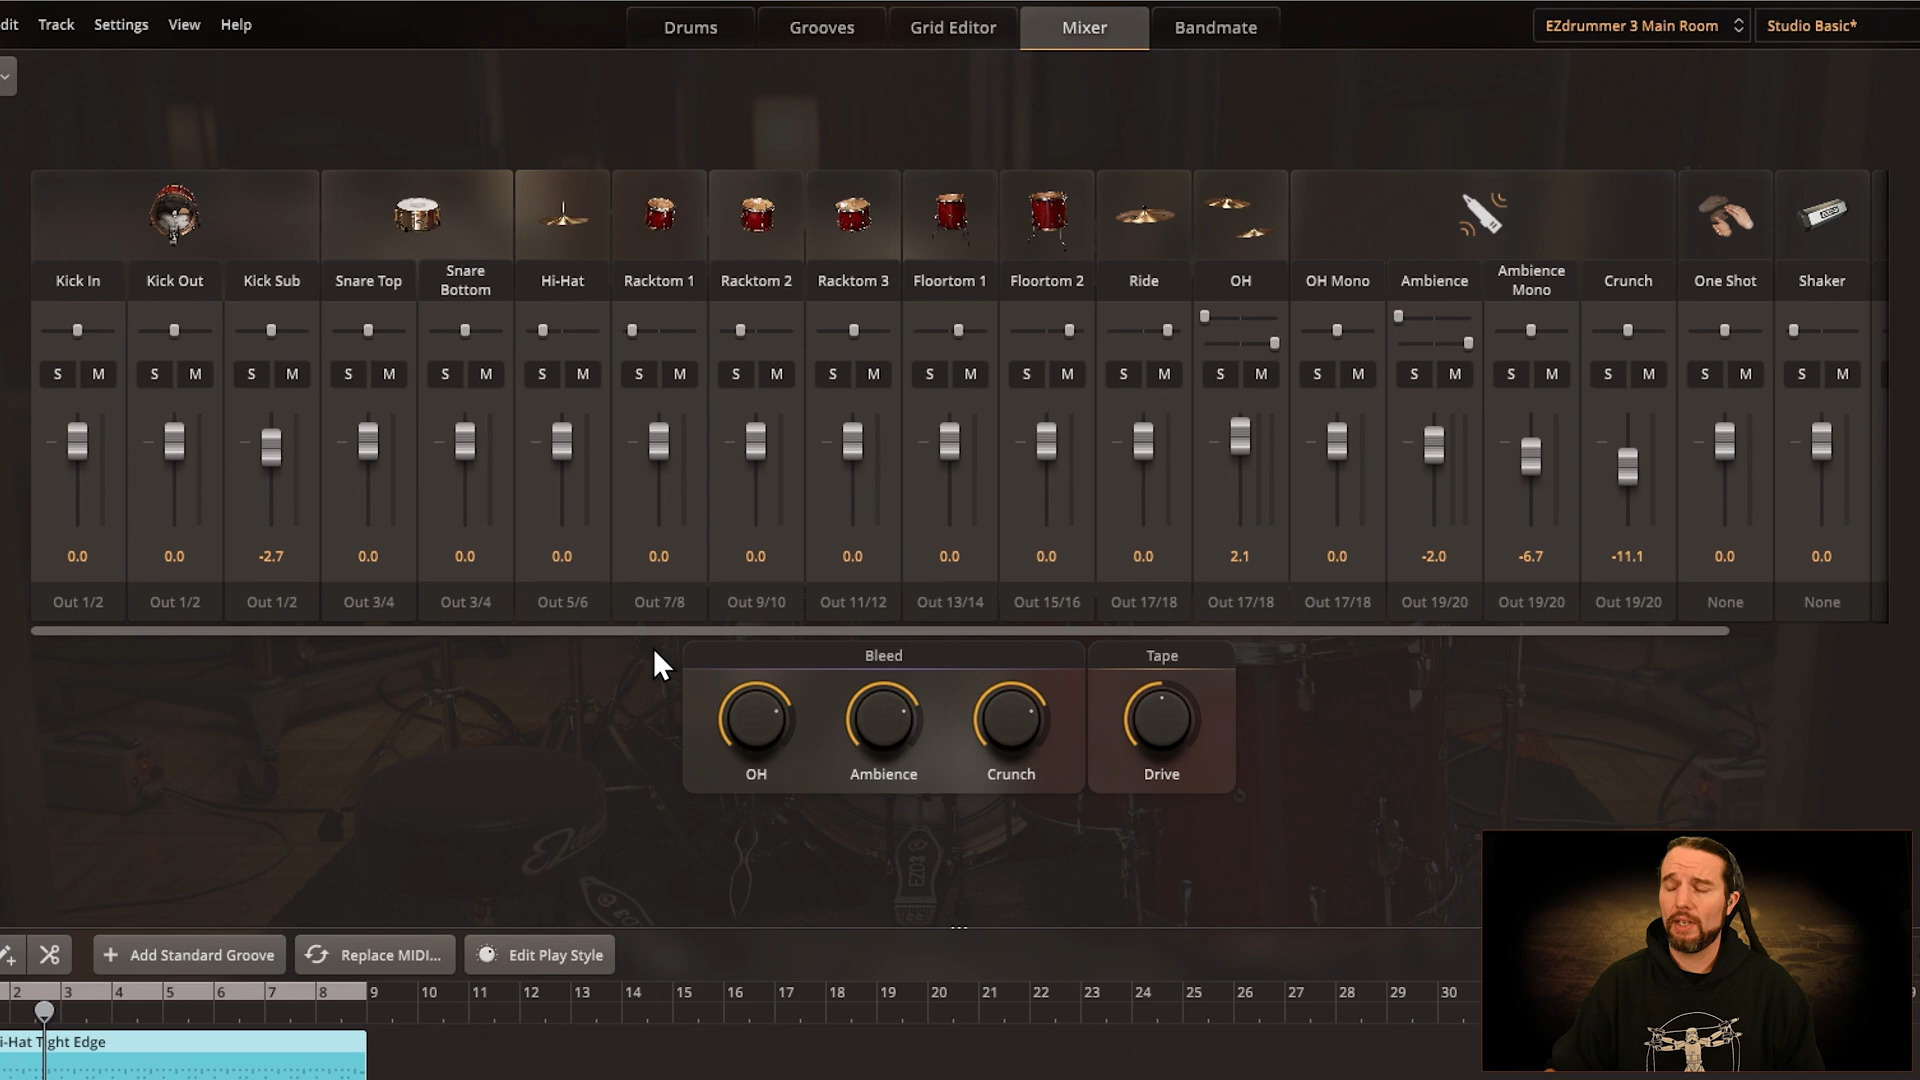 dit Track Settings View Help
Drums Grooves Grid Editor Mixer Bandmate
EZdrummer 3 Main Room Studio Basic*
Kick In Kick Out Kick Sub Snare Top Snare Bottom Hi-Hat Racktom 1 Racktom 2 Racktom 3 Floortom 1 Floortom 2 Ride OH OH Mono Ambience Ambience Mono Crunch One Shot Shaker
S M S M S M S M S M S M S M S M S M S M S M S M S M S M S M S M S M S M S M
0.0 0.0 -2.7 0.0 0.0 0.0 0.0 0.0 0.0 0.0 0.0 0.0 2.1 0.0 -2.0 -6.7 -11.1 0.0 0.0
Out 1/2 Out 1/2 Out 1/2 Out 3/4 Out 3/4 Out 5/6 Out 7/8 Out 9/10 Out 11/12 Out 13/14 Out 15/16 Out 17/18 Out 17/18 Out 17/18 Out 19/20 Out 19/20 Out 19/20 None None
Bleed Tape
OH Ambience Crunch Drive
EZD3
Add Standard Groove Replace MIDI... Edit Play Style
2 3 4 5 6 7 8 9 10 11 12 13 14 15 16 17 18 19 20 21 22 23 24 25 26 27 28 29 30
i-Hat Tight Edge